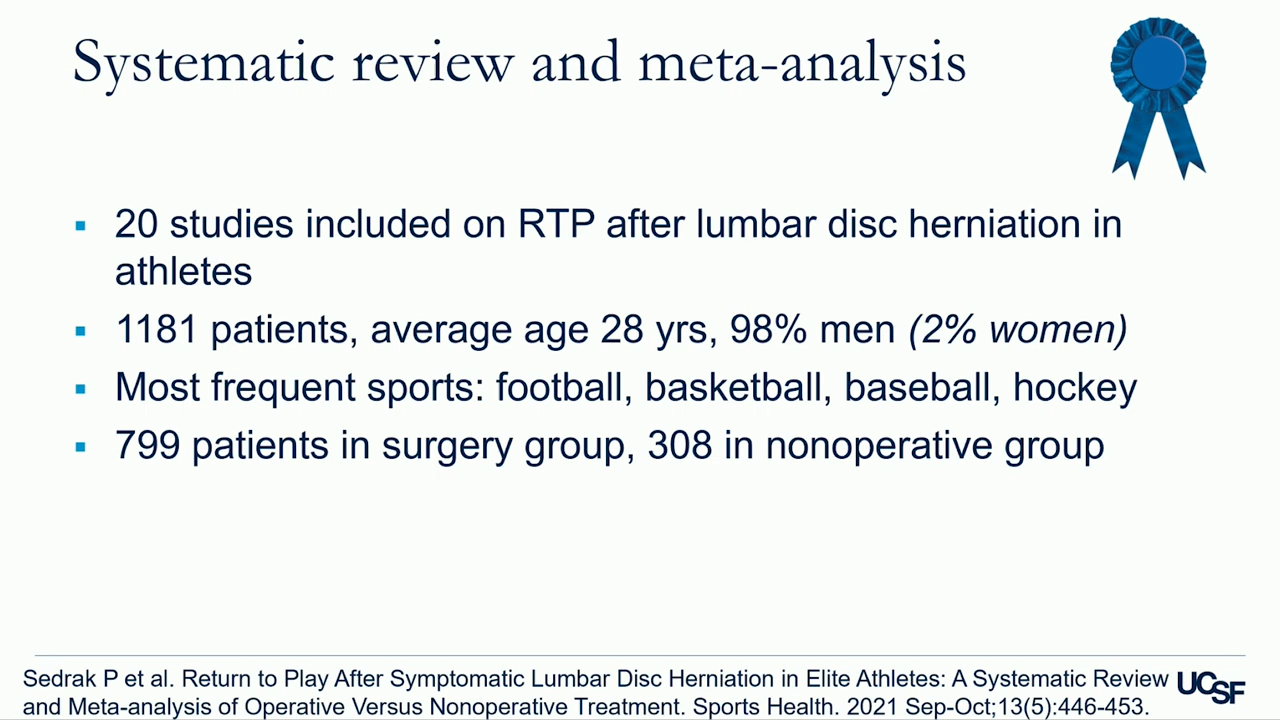 Systematic review and meta-analysis
▪ 20 studies included on RTP after lumbar disc herniation in
athletes
▪ 1181 patients, average age 28 yrs, 98% men (2% women)
▪ Most frequent sports: football, basketball, baseball, hockey
▪ 799 patients in surgery group, 308 in nonoperative group
Sedrak P et al. Return to Play After Symptomatic Lumbar Disc Herniation in Elite Athletes: A Systematic Review
and Meta-analysis of Operative Versus Nonoperative Treatment. Sports Health. 2021 Sep-Oct;13(5):446-453.
UCSF